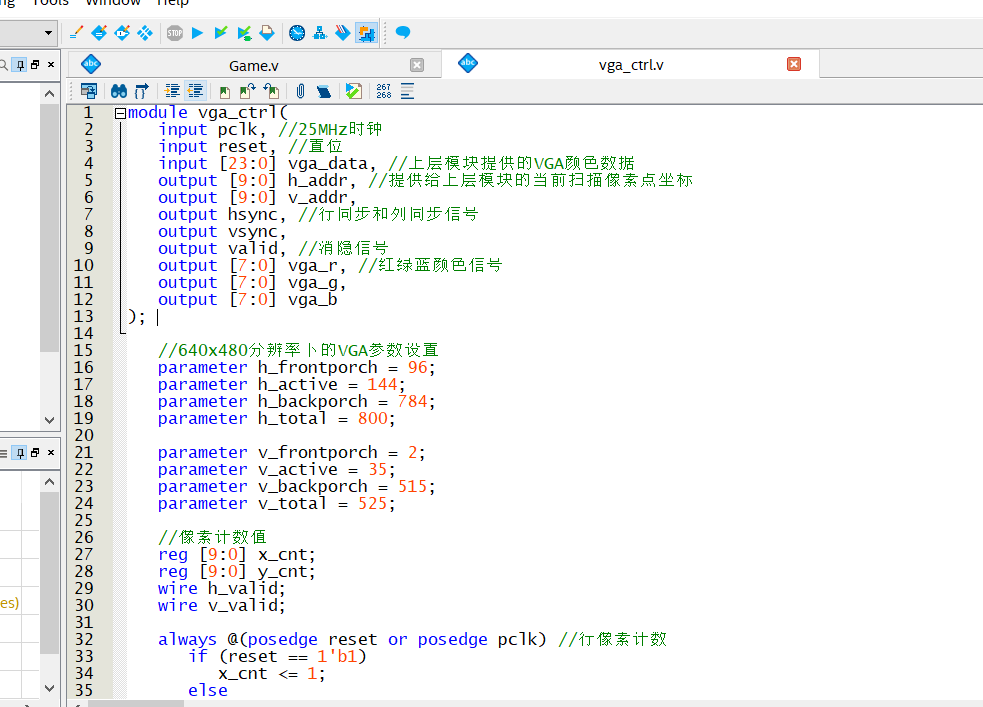 Tools Window Help
STOP
Game.v
vga_ctrl.v
267
268
1 module vga_ctrl(
2 input pclk, //25MHz时钟
3 input reset, //置位
4 input [23:0] vga_data, //上层模块提供的VGA颜色数据
5 output [9:0] h_addr, //提供给上层模块的当前扫描像素点坐标
6 output [9:0] v_addr,
7 output hsync, //行同步和列同步信号
8 output vsync,
9 output valid, //消隐信号
10 output [7:0] vga_r, //红绿蓝颜色信号
11 output [7:0] vga_g,
12 output [7:0] vga_b
13 );
14
15 //640x480分辨率下的VGA参数设置
16 parameter h_frontporch = 96;
17 parameter h_active = 144;
18 parameter h_backporch = 784;
19 parameter h_total = 800;
20
21 parameter v_frontporch = 2;
22 parameter v_active = 35;
23 parameter v_backporch = 515;
24 parameter v_total = 525;
25
26 //像素计数值
27 reg [9:0] x_cnt;
28 reg [9:0] y_cnt;
29 wire h_valid;
30 wire v_valid;
31
32 always @(posedge reset or posedge pclk) //行像素计数
33 if (reset == 1'b1)
34 x_cnt <= 1;
35 else
es)